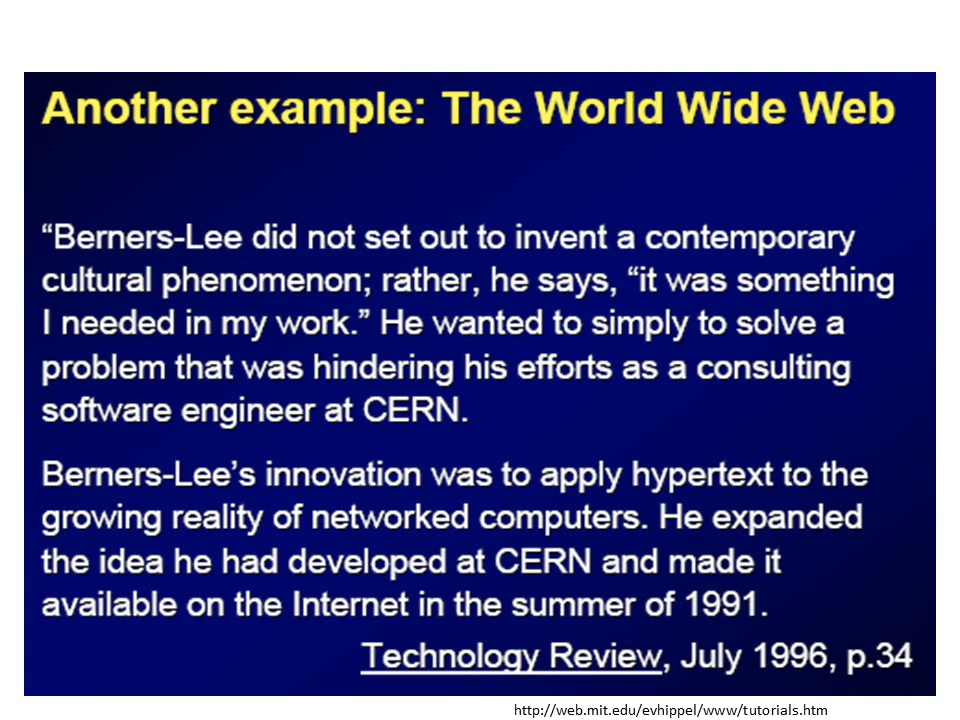 Another example: The World Wide Web
“Berners-Lee did not set out to invent a contemporary
cultural phenomenon; rather, he says, “it was something
I needed in my work.” He wanted to simply to solve a
problem that was hindering his efforts as a consulting
software engineer at CERN.
Berners-Lee’s innovation was to apply hypertext to the
growing reality of networked computers. He expanded
the idea he had developed at CERN and made it
available on the Internet in the summer of 1991.
Technology Review, July 1996, p.34
http://web.mit.edu/evhippel/www/tutorials.htm